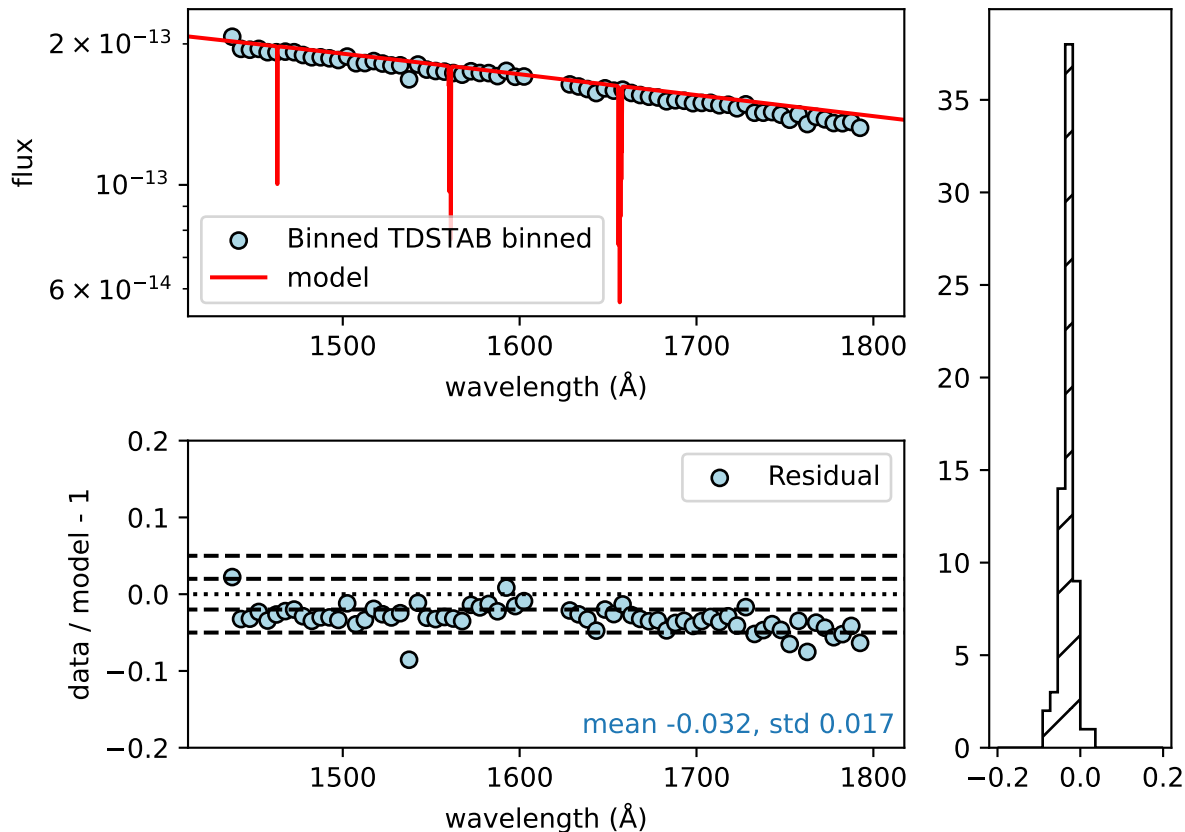 2 × 10⁻¹³
10⁻¹³
6 × 10⁻¹⁴
flux
Binned TDSTAB binned
model
1500 1600 1700 1800
wavelength (Å)
0.2
0.1
0.0
−0.1
−0.2
data / model - 1
Residual
mean -0.032, std 0.017
1500 1600 1700 1800
wavelength (Å)
35
30
25
20
15
10
5
0
−0.2 0.0 0.2